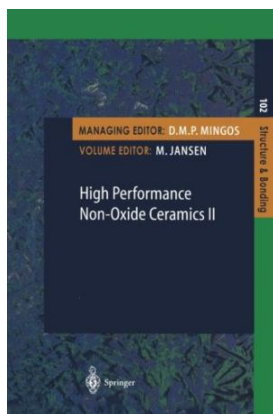 102 Structure & Bonding
MANAGING EDITOR: D.M.P. MINGOS
VOLUME EDITOR: M. JANSEN
High Performance
Non-Oxide Ceramics II
Springer